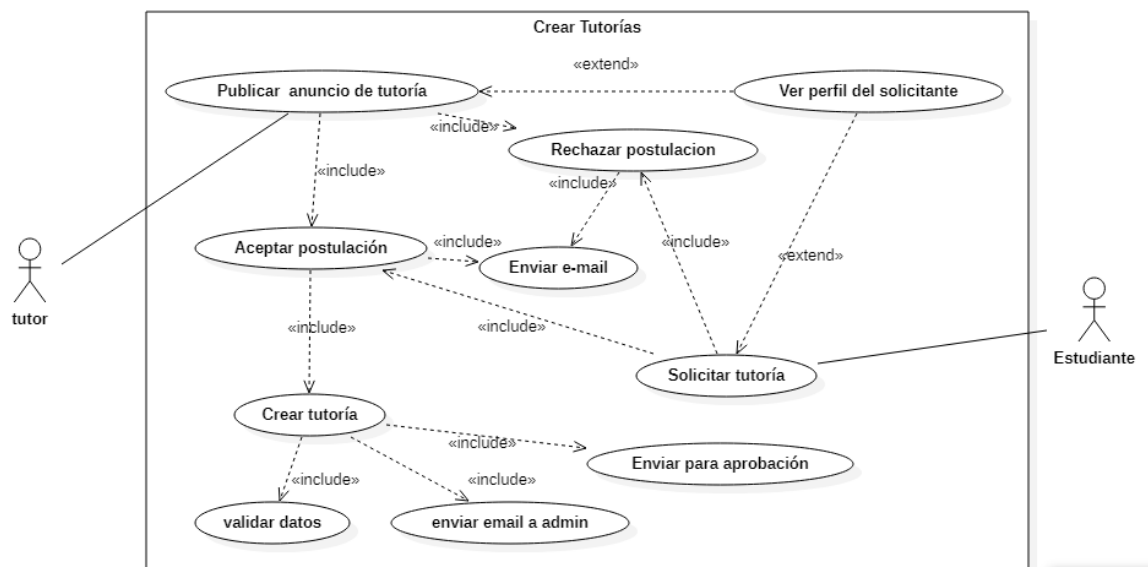 Crear Tutorías
«extend»
Publicar anuncio de tutoría
Ver perfil del solicitante
«include»
Rechazar postulacion
«include»
«include»
Aceptar postulación
«include»
«include»
Enviar e-mail
«extend»
tutor
«include»
«include»
Estudiante
Solicitar tutoría
Crear tutoría
«include»
Enviar para aprobación
«include»
«include»
validar datos
enviar email a admin